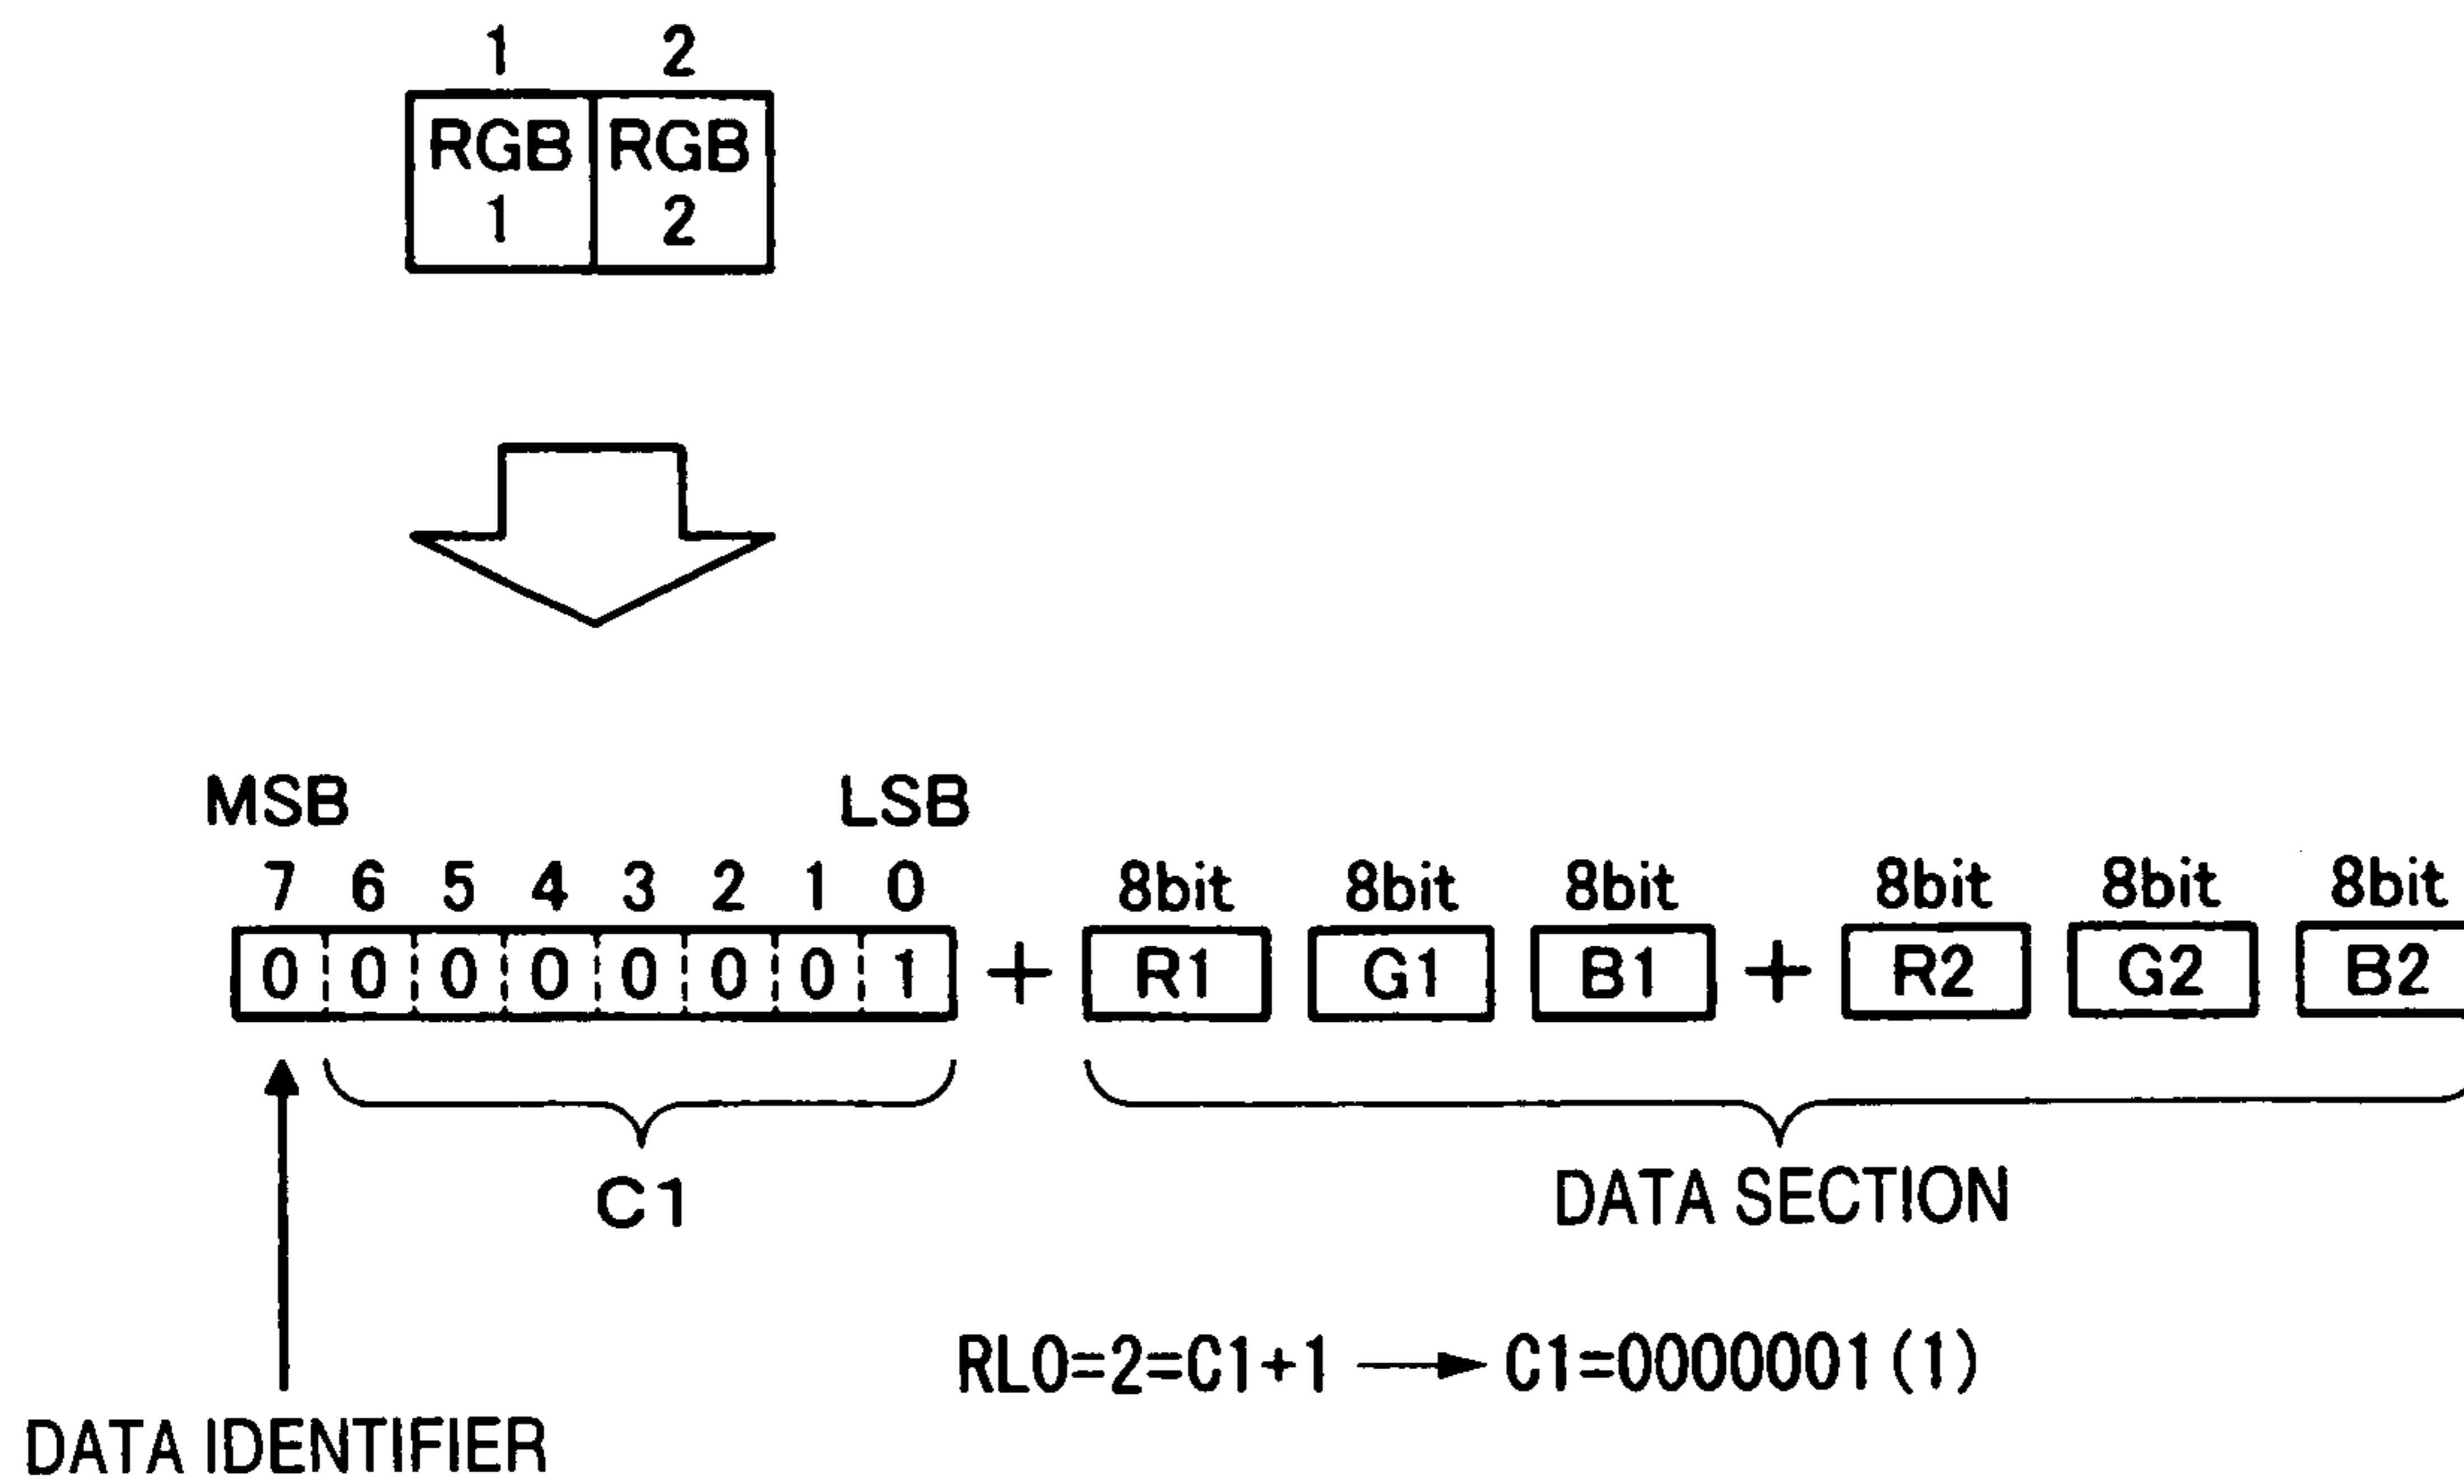 1 2
RGB RGB
1 2
MSB LSB
7 6 5 4 3 2 1 0 8bit 8bit 8bit 8bit 8bit 8bit
0 0 0 0 0 0 0 1 + R1 G1 B1 + R2 G2 B2
C1 DATA SECTION
RL0=2=C1+1 → C1=0000001(1)
DATA IDENTIFIER